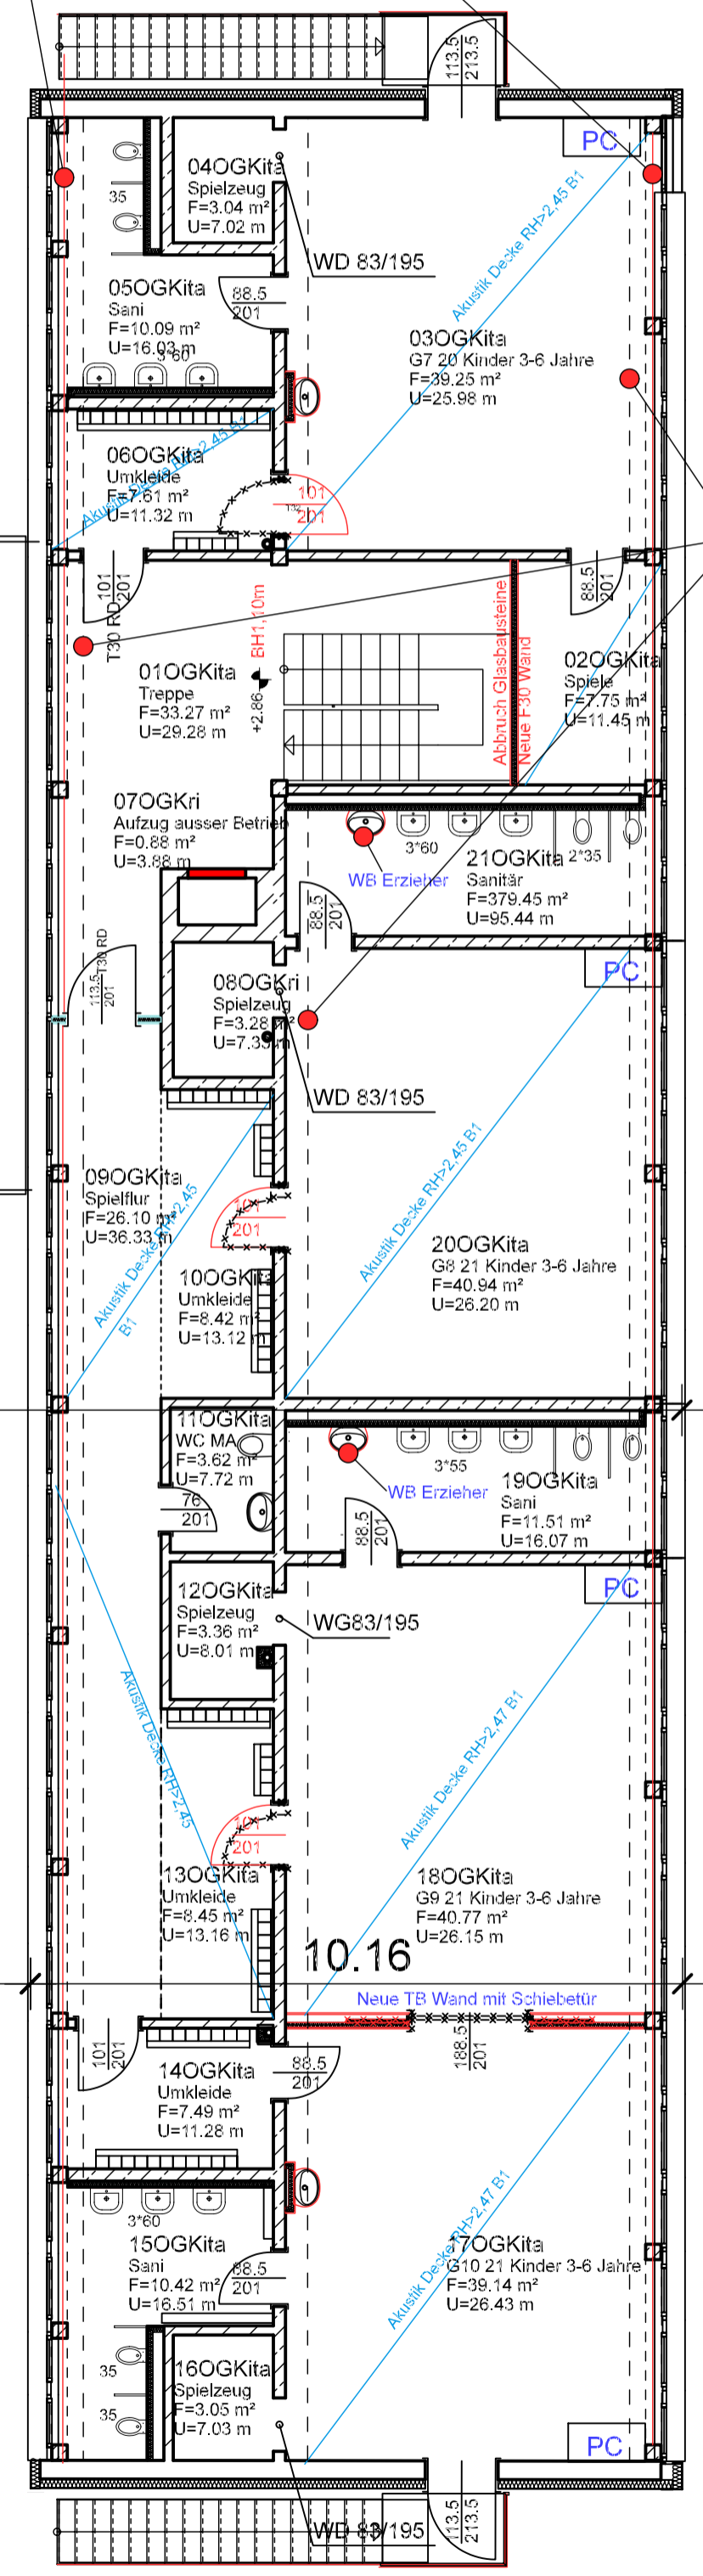 113.5
213.5
PC
04OGKita
Spielzeug
F=3.04 m²
U=7.02 m
35
WD 83/195
Akustik Decke RH>2,45 B1
05OGKita
Sani
F=10.09 m²
U=16.03 m
3*60
88.5
201
03OGKita
G7 20 Kinder 3-6 Jahre
F=39.25 m²
U=25.98 m
06OGKita
Umkleide
F=7.61 m²
U=11.32 m
Akustik Decke RH>2,45 B1
101
201
101
201
T30 RD
88.5
201
BH1,10m
+2.86
01OGKita
Treppe
F=33.27 m²
U=29.28 m
Abbruch Glasbausteine
Neue F30 Wand
02OGKita
Spiele
F=7.75 m²
U=11.45 m
07OGKri
Aufzug ausser Betrieb
F=0.88 m²
U=3.88 m
3*60
WB Erzieher
21OGKita
Sanitär
F=379.45 m²
U=95.44 m
2*35
88.5
201
113.5
201
T30 RD
PC
08OGKri
Spielzeug
F=3.28 m²
U=7.33 m
WD 83/195
Akustik Decke RH>2,45 B1
09OGKita
Spielflur
F=26.10 m²
U=36.33 m
Akustik Decke RH>2,45
B1
101
201
20OGKita
G8 21 Kinder 3-6 Jahre
F=40.94 m²
U=26.20 m
10OGKita
Umkleide
F=8.42 m²
U=13.12 m
11OGKita
WC MA
F=3.62 m²
U=7.72 m
76
201
3*55
WB Erzieher
19OGKita
Sani
F=11.51 m²
U=16.07 m
88.5
201
PC
12OGKita
Spielzeug
F=3.36 m²
U=8.01 m
WG83/195
Akustik Decke RH>2,45
Akustik Decke RH>2,47 B1
101
201
13OGKita
Umkleide
F=8.45 m²
U=13.16 m
18OGKita
G9 21 Kinder 3-6 Jahre
F=40.77 m²
U=26.15 m
10.16
Neue TB Wand mit Schiebetür
188.5
201
101
201
14OGKita
Umkleide
F=7.49 m²
U=11.28 m
88.5
201
3*60
15OGKita
Sani
F=10.42 m²
U=16.51 m
88.5
201
Akustik Decke RH>2,47 B1
17OGKita
G10 21 Kinder 3-6 Jahre
F=39.14 m²
U=26.43 m
35
35
16OGKita
Spielzeug
F=3.05 m²
U=7.03 m
PC
WD 83/195
113.5
213.5